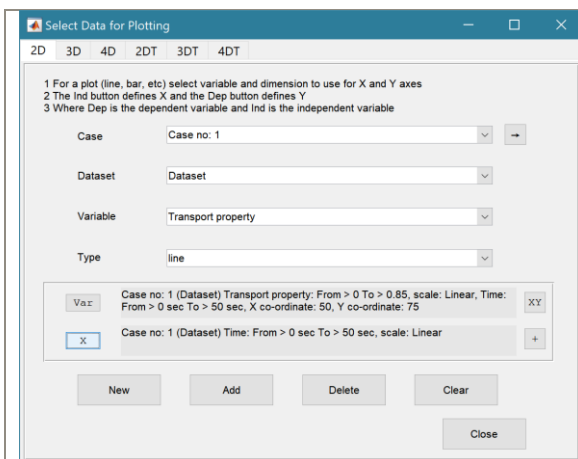 Select Data for Plotting
2D 3D 4D 2DT 3DT 4DT
1 For a plot (line, bar, etc) select variable and dimension to use for X and Y axes
2 The Ind button defines X and the Dep button defines Y
3 Where Dep is the dependent variable and Ind is the independent variable
Case Case no: 1 →
Dataset Dataset
Variable Transport property
Type line
Var Case no: 1 (Dataset) Transport property: From > 0 To > 0.85, scale: Linear, Time: XY
From > 0 sec To > 50 sec, X co-ordinate: 50, Y co-ordinate: 75
X Case no: 1 (Dataset) Time: From > 0 sec To > 50 sec, scale: Linear +
New Add Delete Clear
Close